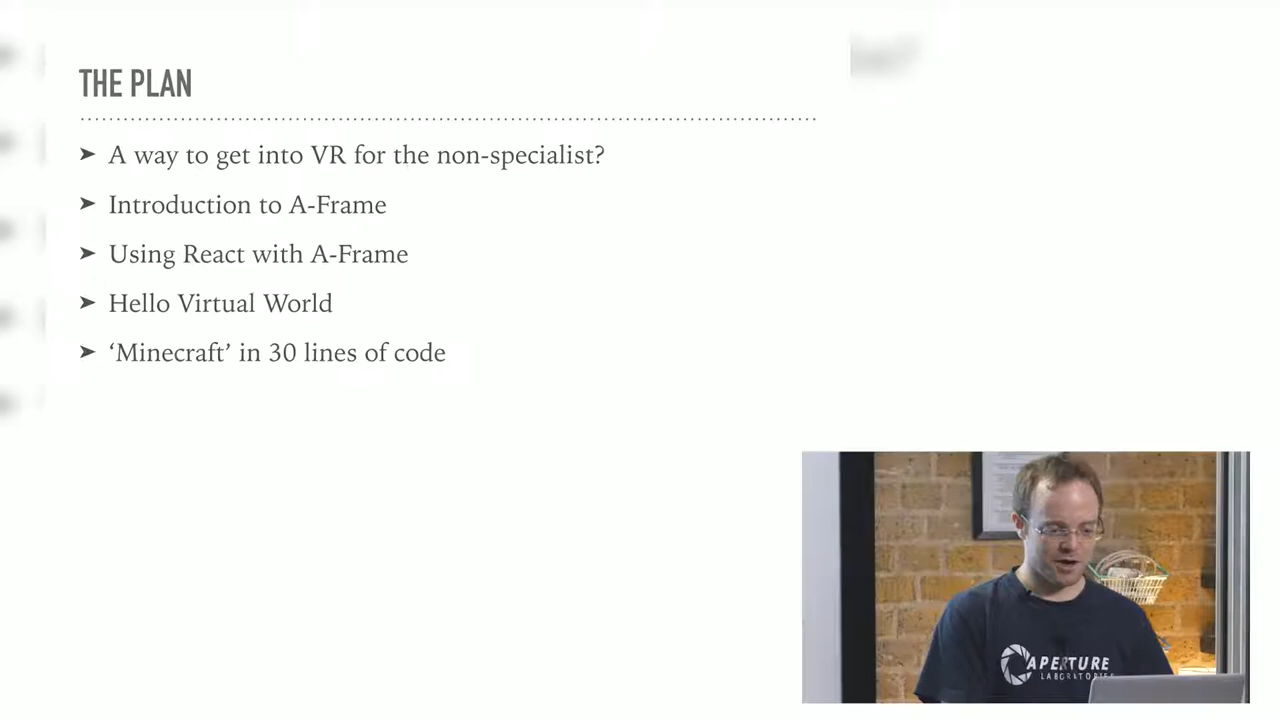 THE PLAN
➤ A way to get into VR for the non-specialist?
➤ Introduction to A-Frame
➤ Using React with A-Frame
➤ Hello Virtual World
➤ ‘Minecraft’ in 30 lines of code
APERTURE
LABORATORIES